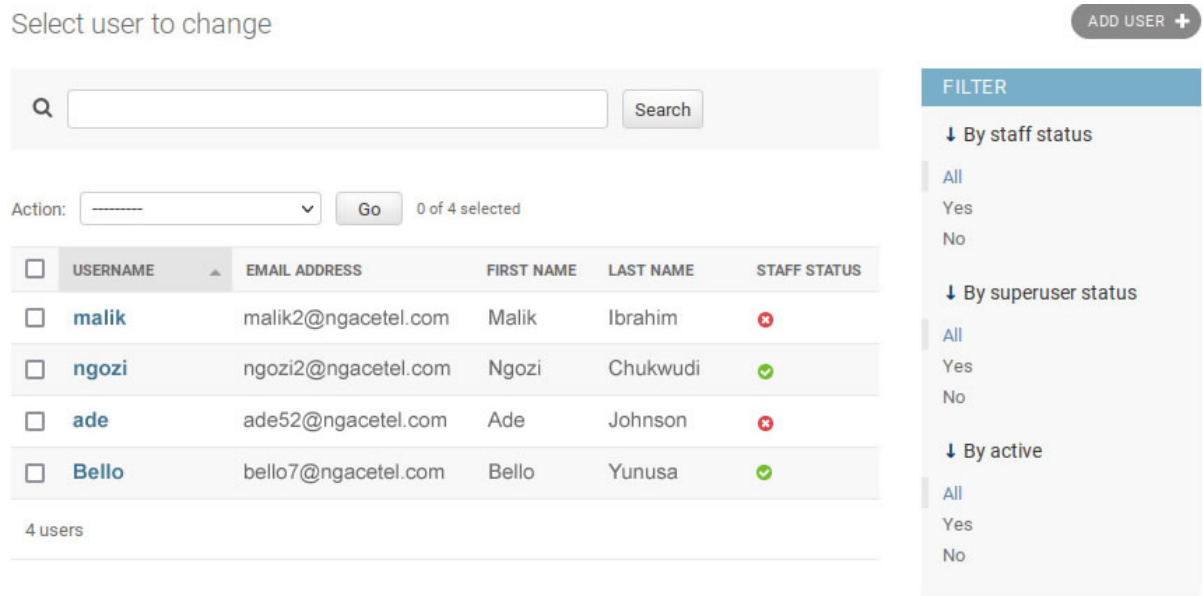 Select user to change
ADD USER +
Search
Action: --------- Go 0 of 4 selected
USERNAME EMAIL ADDRESS FIRST NAME LAST NAME STAFF STATUS
malik malik2@ngacetel.com Malik Ibrahim
ngozi ngozi2@ngacetel.com Ngozi Chukwudi
ade ade52@ngacetel.com Ade Johnson
Bello bello7@ngacetel.com Bello Yunusa
4 users
FILTER
↓ By staff status
All
Yes
No
↓ By superuser status
All
Yes
No
↓ By active
All
Yes
No